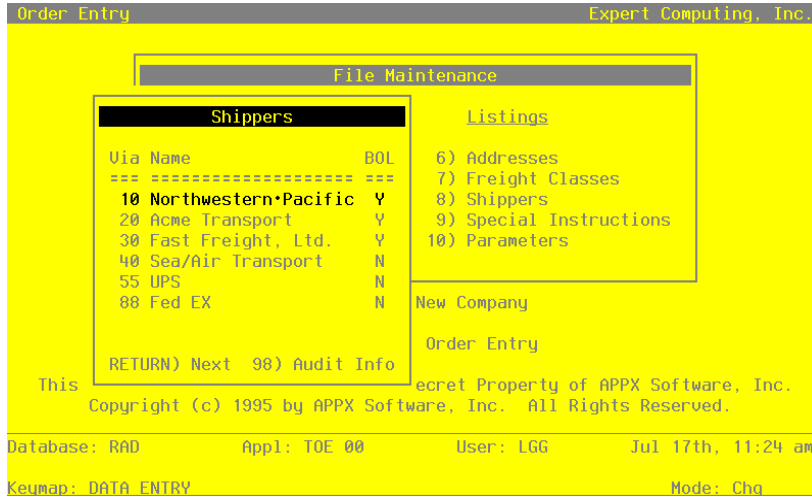 Order Entry Expert Computing, Inc.
File Maintenance
Shippers
Via Name BOL
=== ==================== ===
10 Northwestern•Pacific Y
20 Acme Transport Y
30 Fast Freight, Ltd. Y
40 Sea/Air Transport N
55 UPS N
88 Fed EX N
RETURN) Next 98) Audit Info
Listings
6) Addresses
7) Freight Classes
8) Shippers
9) Special Instructions
10) Parameters
New Company
Order Entry
This ecret Property of APPX Software, Inc.
Copyright (c) 1995 by APPX Software, Inc. All Rights Reserved.
Database: RAD Appl: TOE 00 User: LGG Jul 17th, 11:24 am
Keymap: DATA ENTRY Mode: Chg